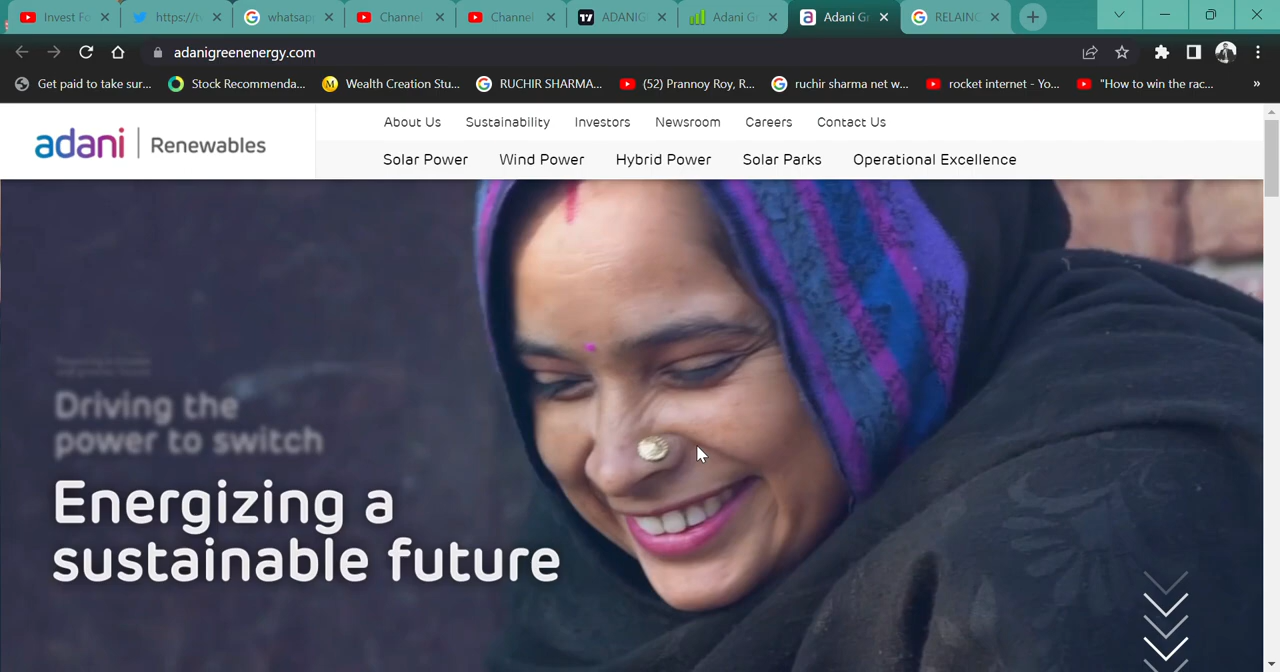 Invest Fo
https://tw
whatsap
Channel
Channel
ADANIG
Adani Gr
Adani Gr
RELAINC
adanigreenenergy.com
Get paid to take sur...
Stock Recommenda...
Wealth Creation Stu...
RUCHIR SHARMA...
(52) Prannoy Roy, R...
ruchir sharma net w...
rocket internet - Yo...
"How to win the rac...
»
adani | Renewables
About Us
Sustainability
Investors
Newsroom
Careers
Contact Us
Solar Power
Wind Power
Hybrid Power
Solar Parks
Operational Excellence
Driving the
power to switch
Energizing a
sustainable future